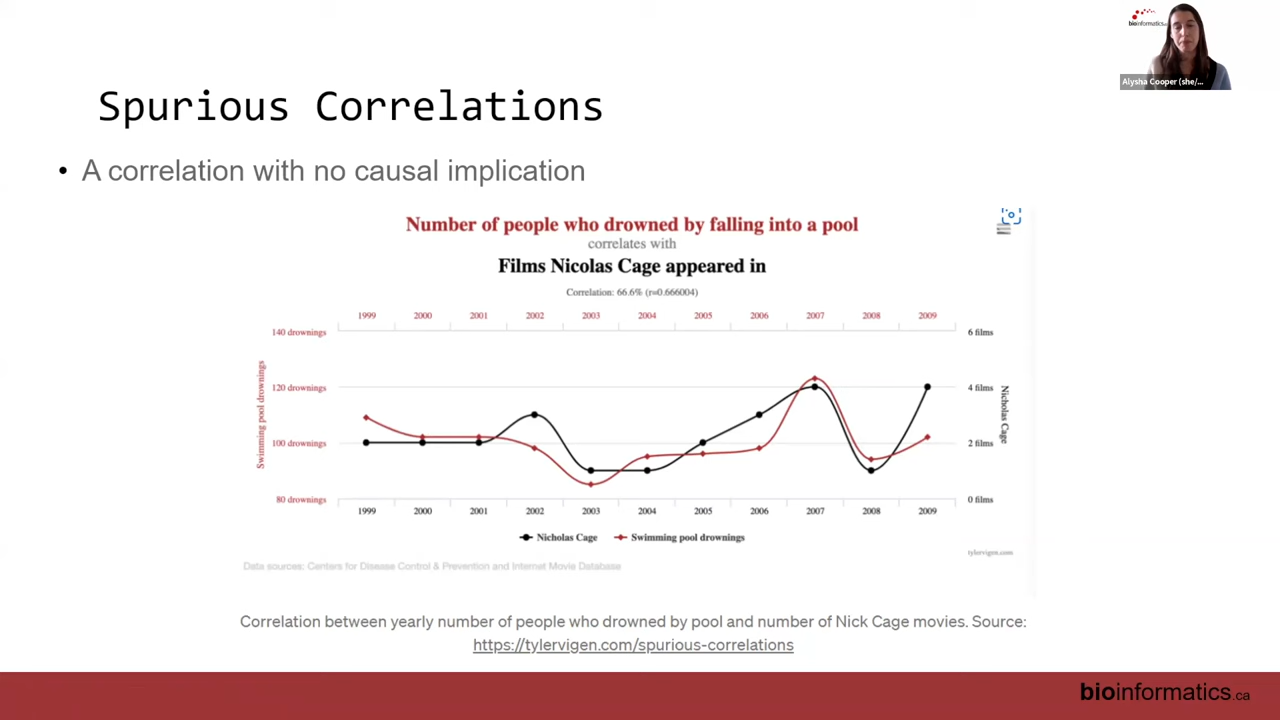 bioinformatics.ca
Alysha Cooper (she/...
Spurious Correlations
• A correlation with no causal implication
Number of people who drowned by falling into a pool
correlates with
Films Nicolas Cage appeared in
Correlation: 66.6% (r=0.666004)
1999 2000 2001 2002 2003 2004 2005 2006 2007 2008 2009
140 drownings 6 films
120 drownings 4 films
100 drownings 2 films
80 drownings 0 films
Swimming pool drownings
Nicholas Cage
1999 2000 2001 2002 2003 2004 2005 2006 2007 2008 2009
Nicholas Cage Swimming pool drownings
tylervigen.com
Data sources: Centers for Disease Control & Prevention and Internet Movie Database
Correlation between yearly number of people who drowned by pool and number of Nick Cage movies. Source:
https://tylervigen.com/spurious-correlations
bioinformatics.ca